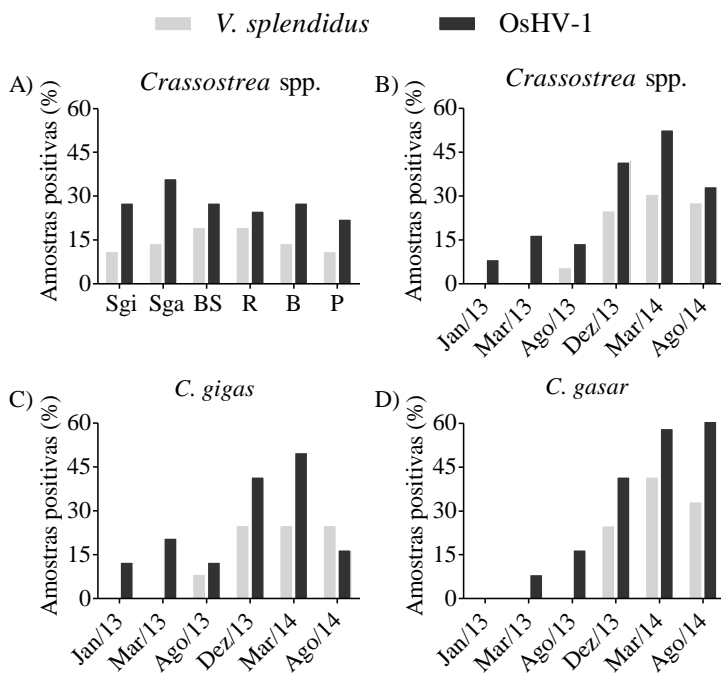 V. splendidus OsHV-1
A) Crassostrea spp.
Amostras positivas (%)
60
45
30
15
0
Sgi Sga BS R B P
B) Crassostrea spp.
Amostras positivas (%)
60
45
30
15
0
Jan/13 Mar/13 Ago/13 Dez/13 Mar/14 Ago/14
C) C. gigas
Amostras positivas (%)
60
45
30
15
0
Jan/13 Mar/13 Ago/13 Dez/13 Mar/14 Ago/14
D) C. gasar
Amostras positivas (%)
60
45
30
15
0
Jan/13 Mar/13 Ago/13 Dez/13 Mar/14 Ago/14